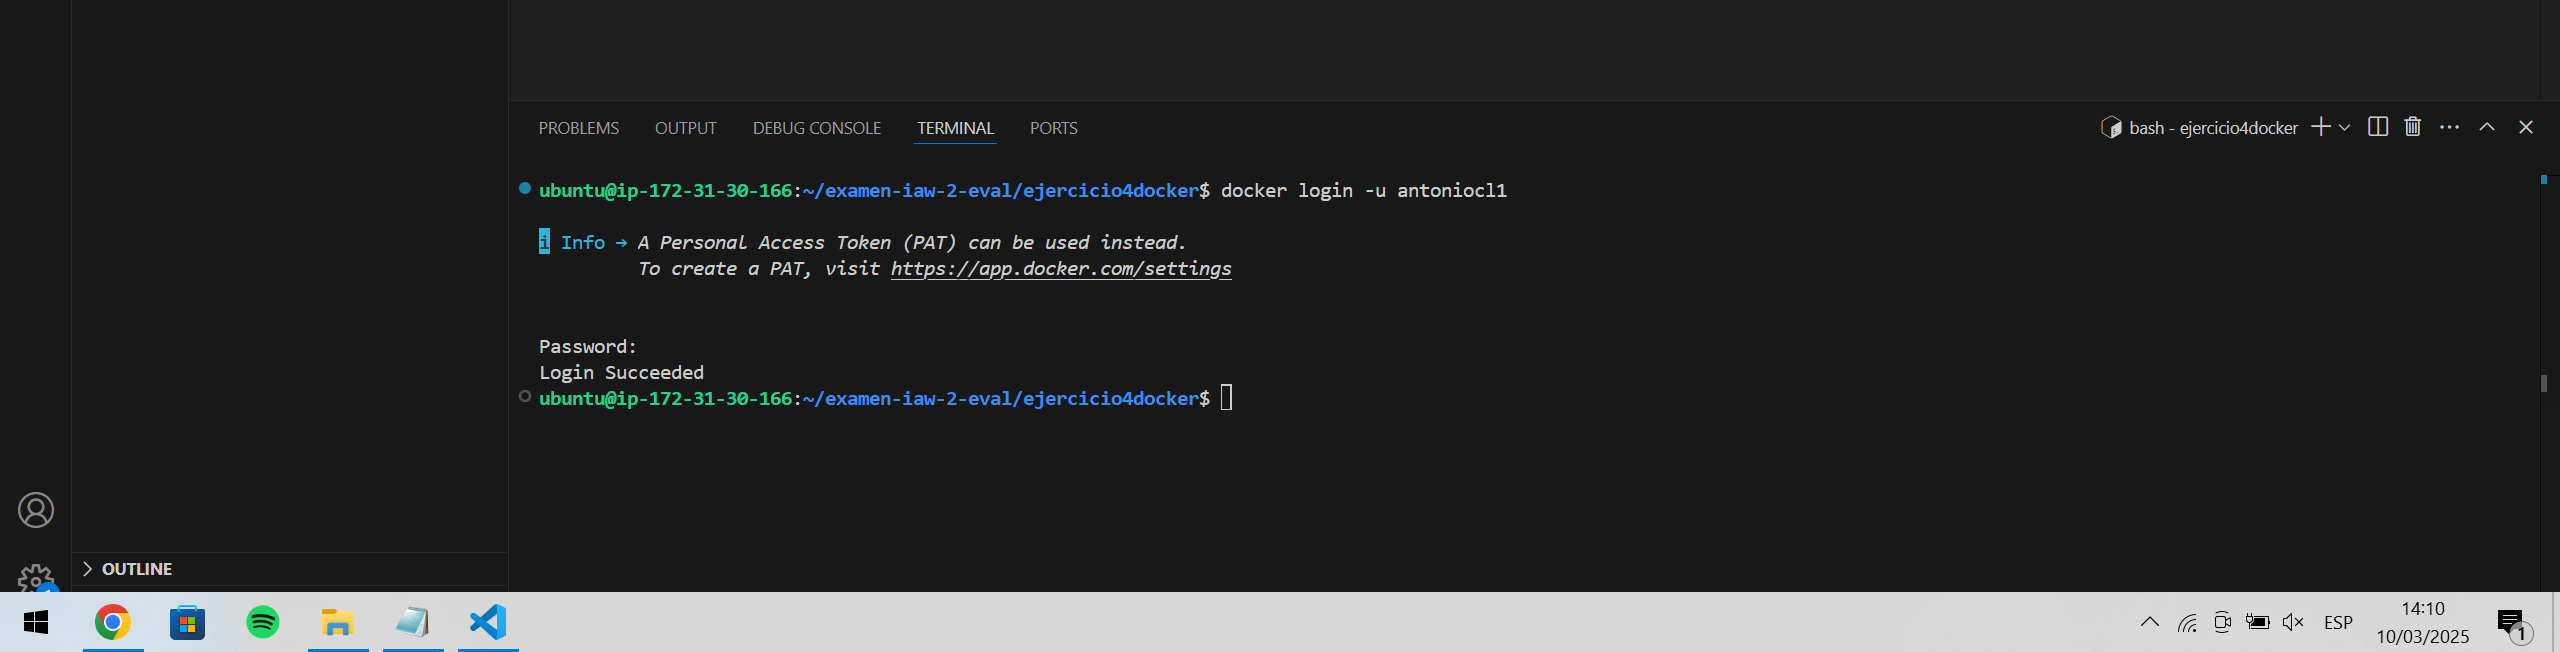 PROBLEMS OUTPUT DEBUG CONSOLE TERMINAL PORTS
bash - ejercicio4docker
ubuntu@ip-172-31-30-166:~/examen-iaw-2-eval/ejercicio4docker$ docker login -u antoniocl1
i Info → A Personal Access Token (PAT) can be used instead.
To create a PAT, visit https://app.docker.com/settings
Password:
Login Succeeded
ubuntu@ip-172-31-30-166:~/examen-iaw-2-eval/ejercicio4docker$
OUTLINE
ESP
14:10
10/03/2025
1